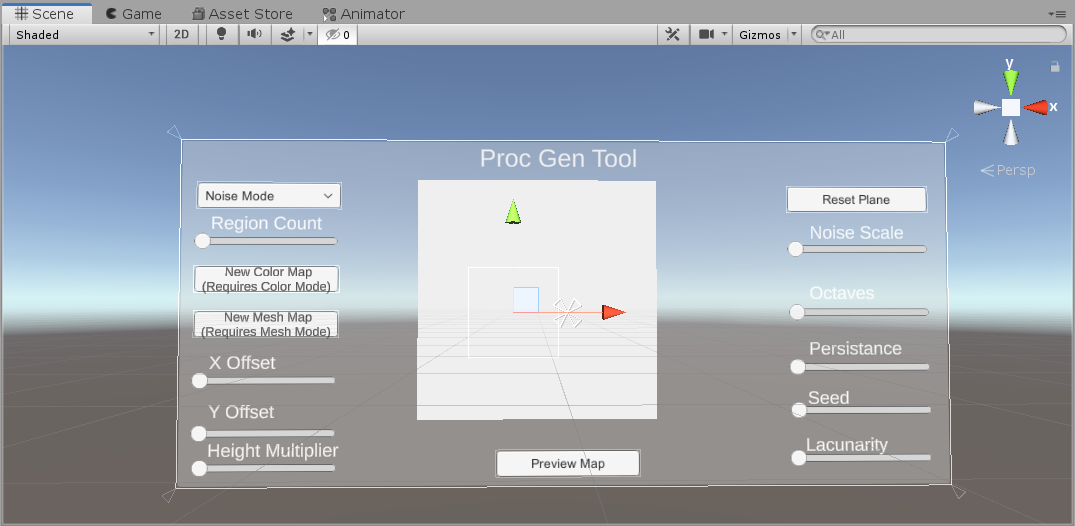 Scene
Game
Asset Store
Animator
Shaded
2D
0
Gizmos
All
y
x
Persp
Proc Gen Tool
Noise Mode
Region Count
New Color Map
(Requires Color Mode)
New Mesh Map
(Requires Mesh Mode)
X Offset
Y Offset
Height Multiplier
Preview Map
Reset Plane
Noise Scale
Octaves
Persistance
Seed
Lacunarity